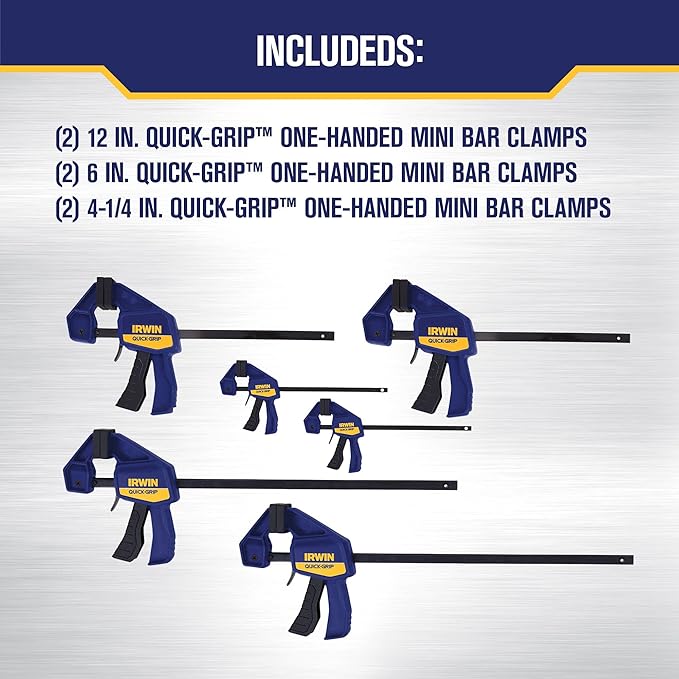 INCLUDEDS:
(2) 12 IN. QUICK-GRIP™ ONE-HANDED MINI BAR CLAMPS
(2) 6 IN. QUICK-GRIP™ ONE-HANDED MINI BAR CLAMPS
(2) 4-1/4 IN. QUICK-GRIP™ ONE-HANDED MINI BAR CLAMPS
IRWIN
QUICK-GRIP
IRWIN
QUICK-GRIP
IRWIN
QUICK-GRIP
IRWIN
QUICK-GRIP
IRWIN
QUICK-GRIP
IRWIN
QUICK-GRIP